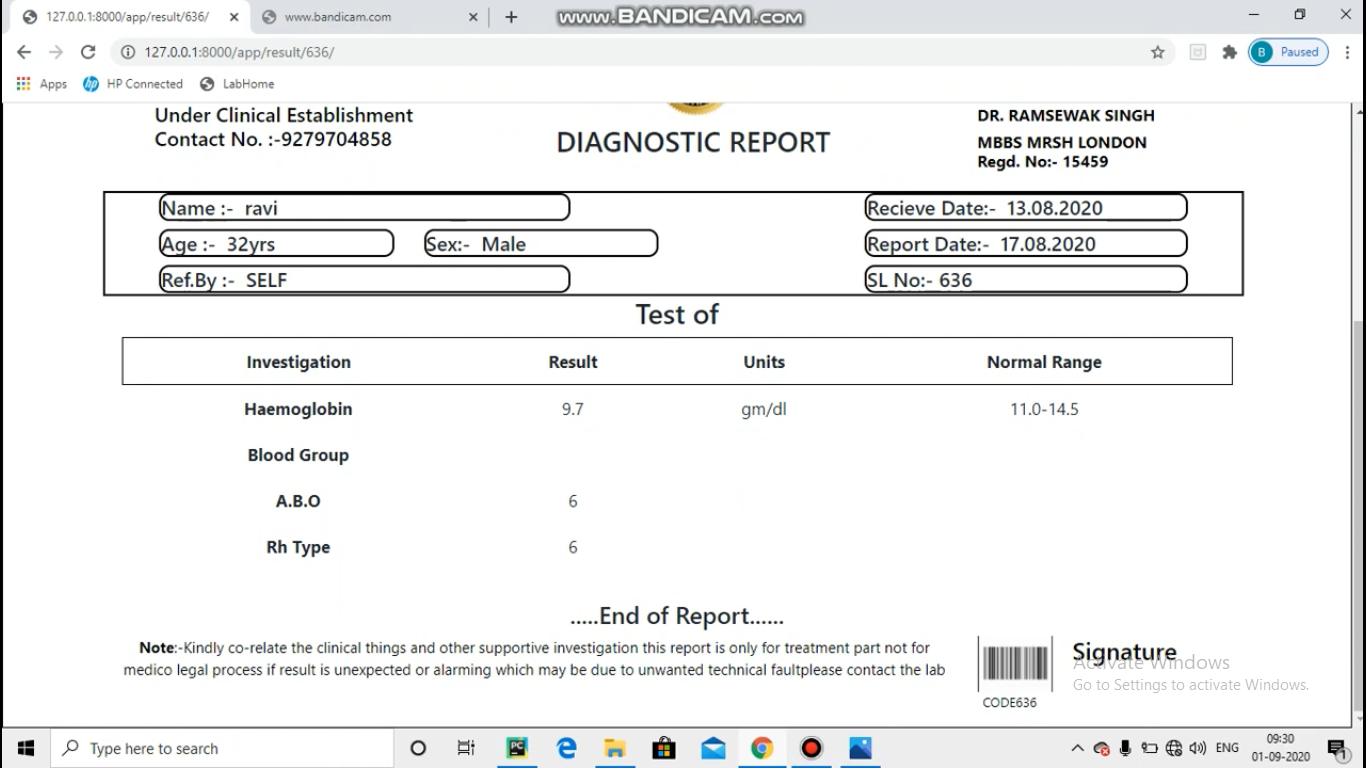 127.0.0.1:8000/app/result/636/
www.bandicam.com
www.BANDICAM.com
127.0.0.1:8000/app/result/636/
B Paused
Apps HP Connected LabHome
Under Clinical Establishment
Contact No. :-9279704858
DIAGNOSTIC REPORT
DR. RAMSEWAK SINGH
MBBS MRSH LONDON
Regd. No:- 15459
Name :- ravi Recieve Date:- 13.08.2020
Age :- 32yrs Sex:- Male Report Date:- 17.08.2020
Ref.By :- SELF SL No:- 636
Test of
Investigation Result Units Normal Range
Haemoglobin 9.7 gm/dl 11.0-14.5
Blood Group
A.B.O 6
Rh Type 6
.....End of Report......
Note:-Kindly co-relate the clinical things and other supportive investigation this report is only for treatment part not for
medico legal process if result is unexpected or alarming which may be due to unwanted technical faultplease contact the lab
CODE636
Signature
Activate Windows
Go to Settings to activate Windows.
Type here to search
PC
ENG
09:30
01-09-2020
1